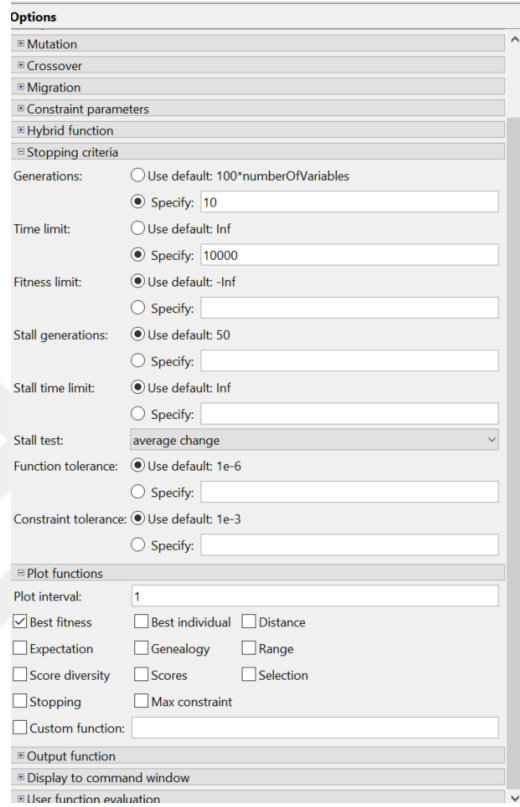 Options
Mutation
Crossover
Migration
Constraint parameters
Hybrid function
Stopping criteria
Generations: Use default: 100*numberOfVariables
Specify: 10
Time limit: Use default: Inf
Specify: 10000
Fitness limit: Use default: -Inf
Specify:
Stall generations: Use default: 50
Specify:
Stall time limit: Use default: Inf
Specify:
Stall test: average change
Function tolerance: Use default: 1e-6
Specify:
Constraint tolerance: Use default: 1e-3
Specify:
Plot functions
Plot interval: 1
Best fitness Best individual Distance
Expectation Genealogy Range
Score diversity Scores Selection
Stopping Max constraint
Custom function:
Output function
Display to command window
User function evaluation